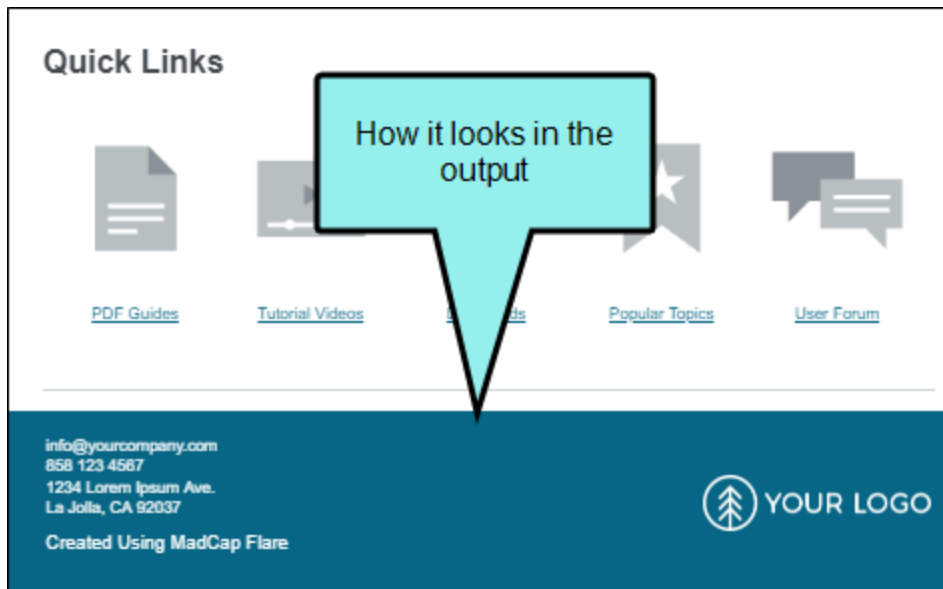 Quick Links
How it looks in the
output
PDF Guides
Tutorial Videos
Popular Topics
User Forum
info@yourcompany.com
858 123 4567
1234 Lorem Ipsum Ave.
La Jolla, CA 92037
Created Using MadCap Flare
YOUR LOGO